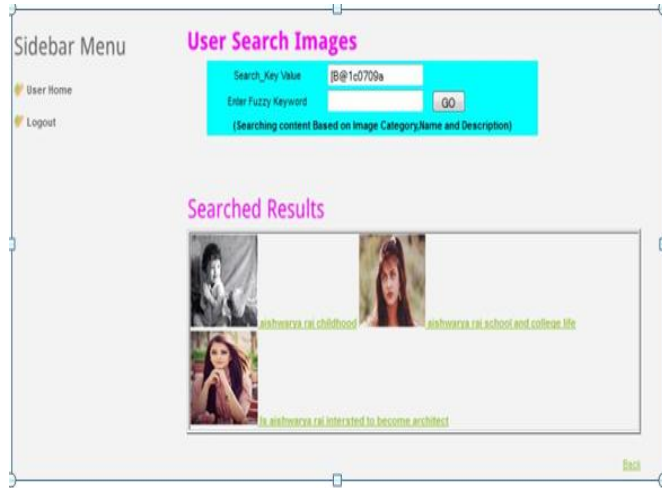 Sidebar Menu
User Home
Logout
User Search Images
Search_Key Value [B@1c0709a
Enter Fuzzy Keyword GO
(Searching content Based on Image Category,Name and Description)
Searched Results
aishwarya rai childhood aishwarya rai school and college life
Is aishwarya rai intersted to become architect
Back